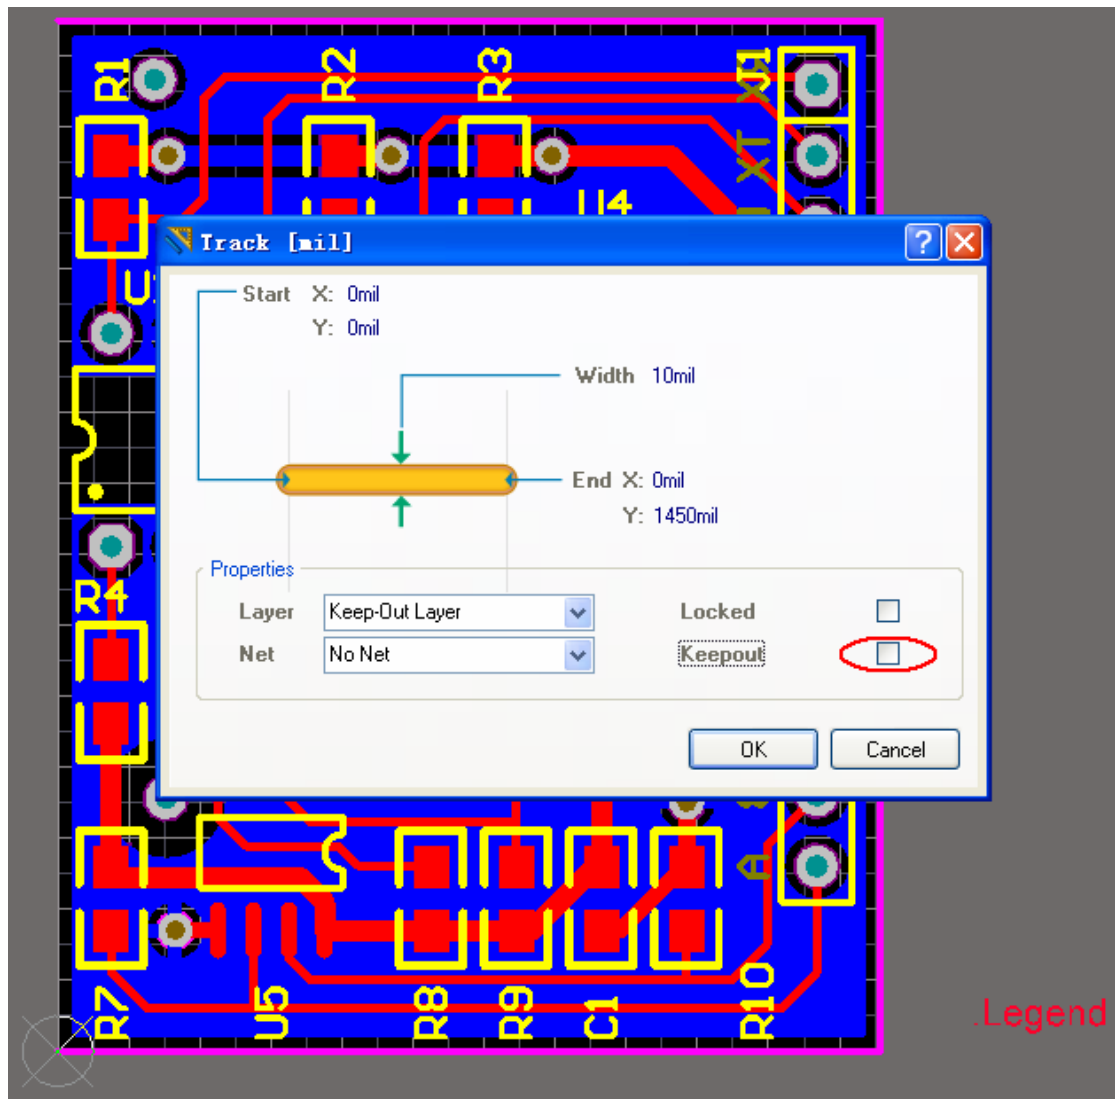 R1
R2
R3
J1
XT
U4
Track [mil]
Start X: 0mil
Y: 0mil
Width 10mil
End X: 0mil
Y: 1450mil
Properties
Layer Keep-Out Layer Locked
Net No Net Keepout
OK Cancel
R4
A
R7
U5
R8
R9
C1
R10
.Legend